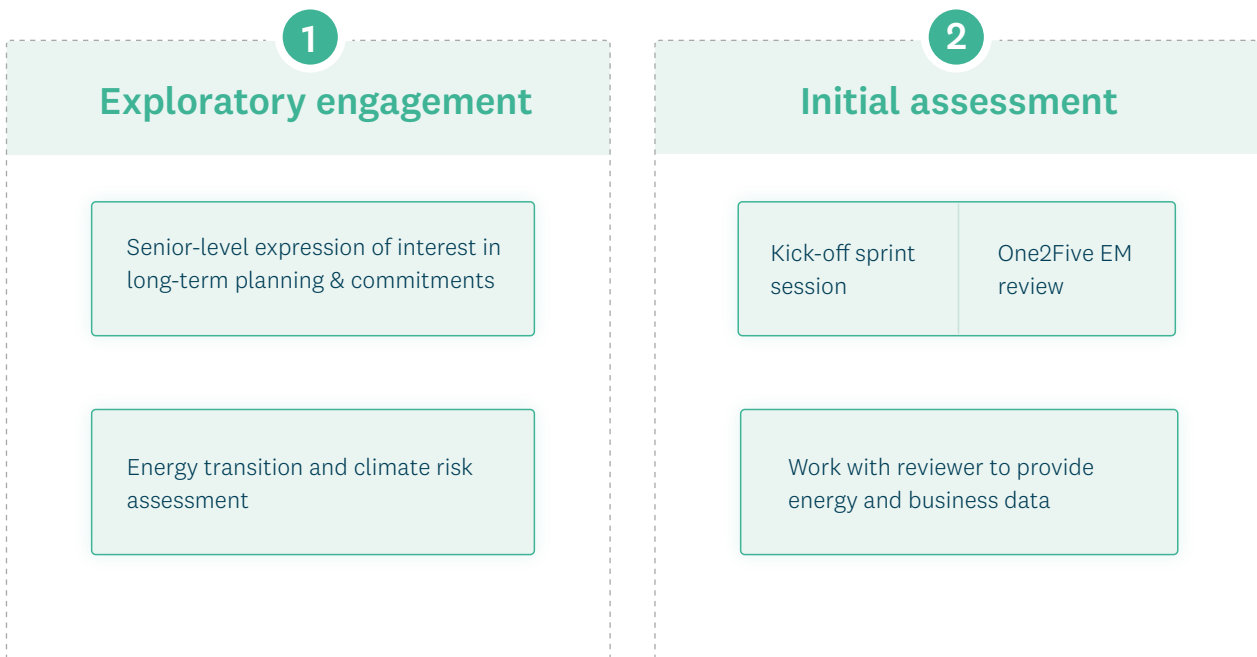 1
Exploratory engagement
Senior-level expression of interest in
long-term planning & commitments
Energy transition and climate risk
assessment
2
Initial assessment
Kick-off sprint
session
One2Five EM
review
Work with reviewer to provide
energy and business data